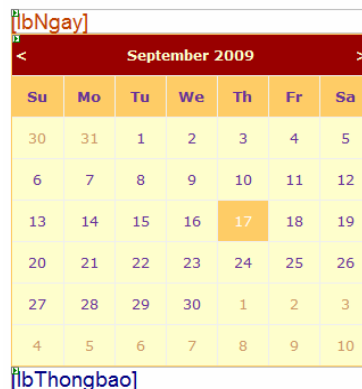 [lbNgay]
< September 2009 >
Su Mo Tu We Th Fr Sa
30 31 1 2 3 4 5
6 7 8 9 10 11 12
13 14 15 16 17 18 19
20 21 22 23 24 25 26
27 28 29 30 1 2 3
4 5 6 7 8 9 10
[lbThongbao]